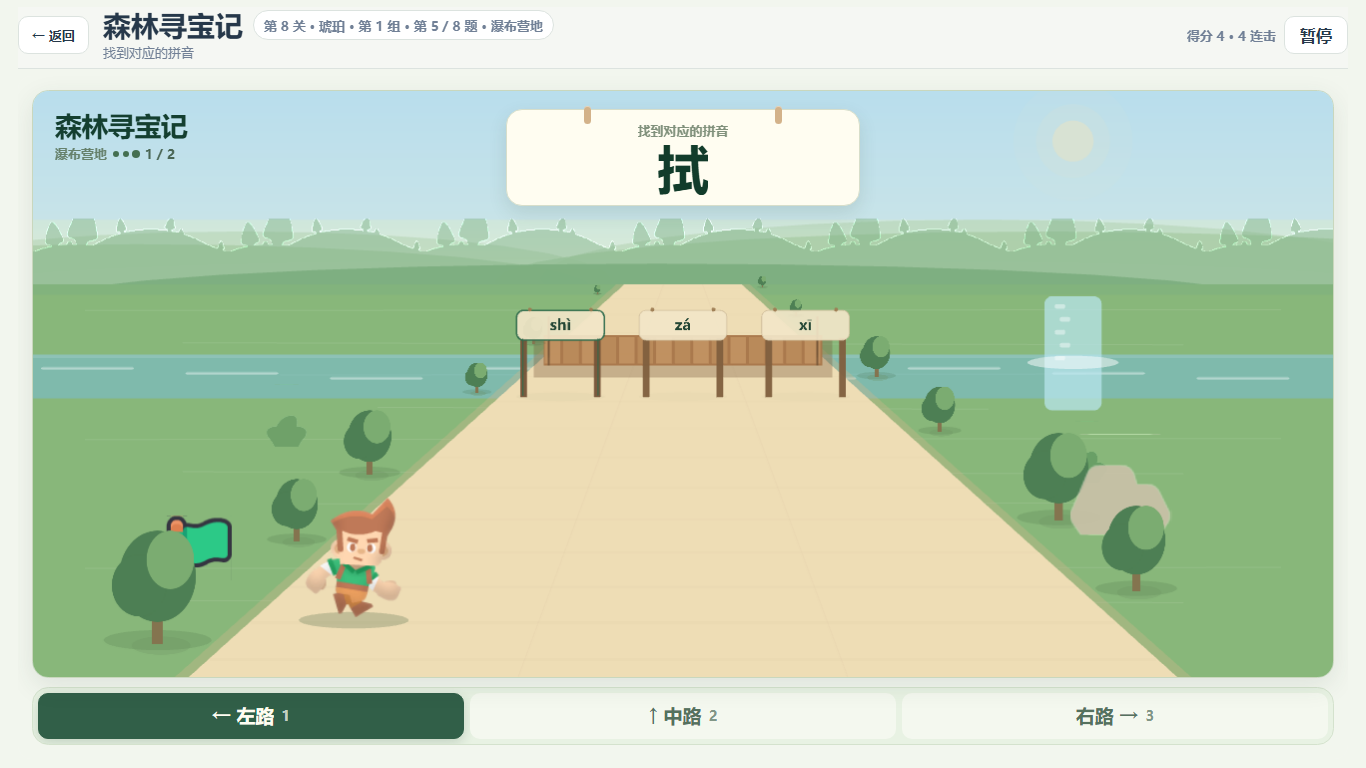 ← 返回
森林寻宝记
第 8 关 • 琥珀 • 第 1 组 • 第 5 / 8 题 • 瀑布营地
找到对应的拼音
得分 4 • 4 连击
暂停
森林寻宝记
瀑布营地 ●●● 1 / 2
找到对应的拼音
拭
shì
zá
xī
← 左路 1
↑ 中路 2
右路 → 3